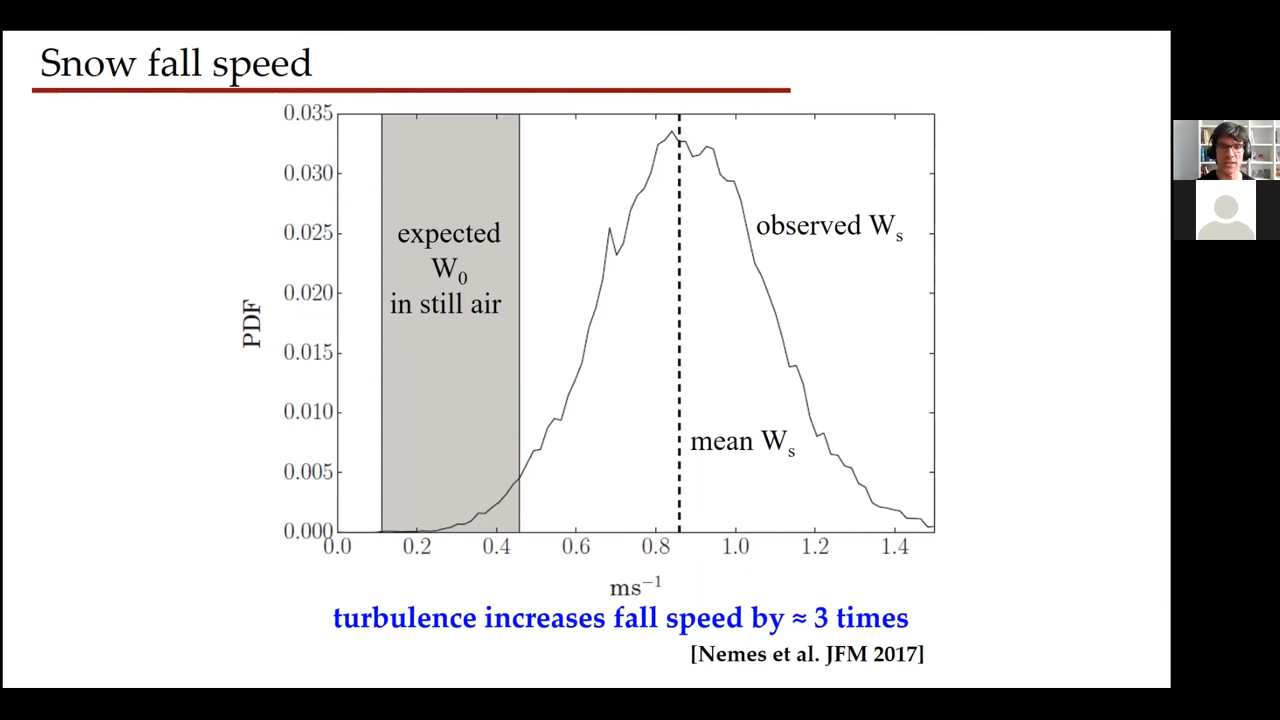 Snow fall speed
0.035
0.030
0.025
0.020
0.015
0.010
0.005
0.000
PDF
expected
W0
in still air
observed Ws
mean Ws
0.0 0.2 0.4 0.6 0.8 1.0 1.2 1.4
ms−1
turbulence increases fall speed by ≈ 3 times
[Nemes et al. JFM 2017]